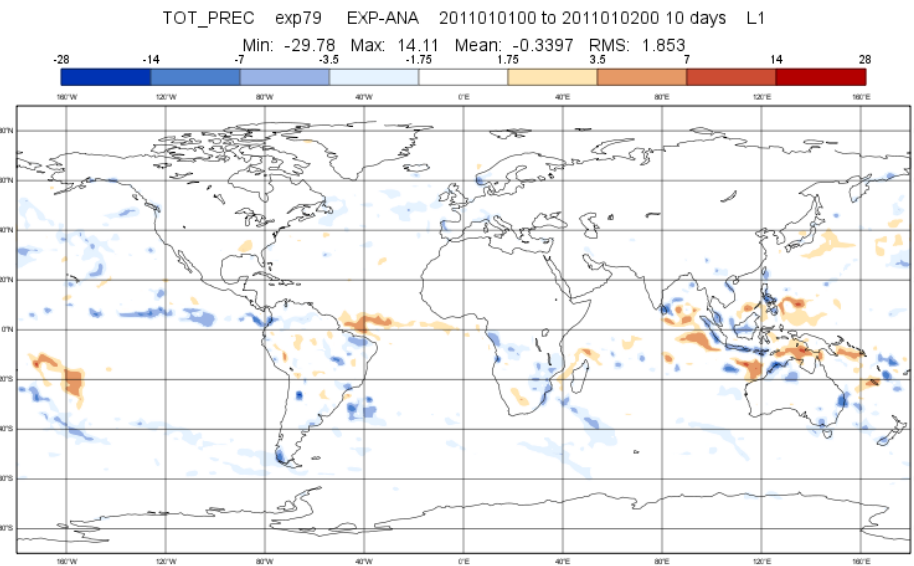 TOT_PREC exp79 EXP-ANA 2011010100 to 2011010200 10 days L1
Min: -29.78 Max: 14.11 Mean: -0.3397 RMS: 1.853
-28 -14 -7 -3.5 -1.75 1.75 3.5 7 14 28
160°W 120°W 80°W 40°W 0°E 40°E 80°E 120°E 160°E
0°N
20°S
40°S
160°W 120°W 80°W 40°W 0°E 40°E 80°E 120°E 160°E